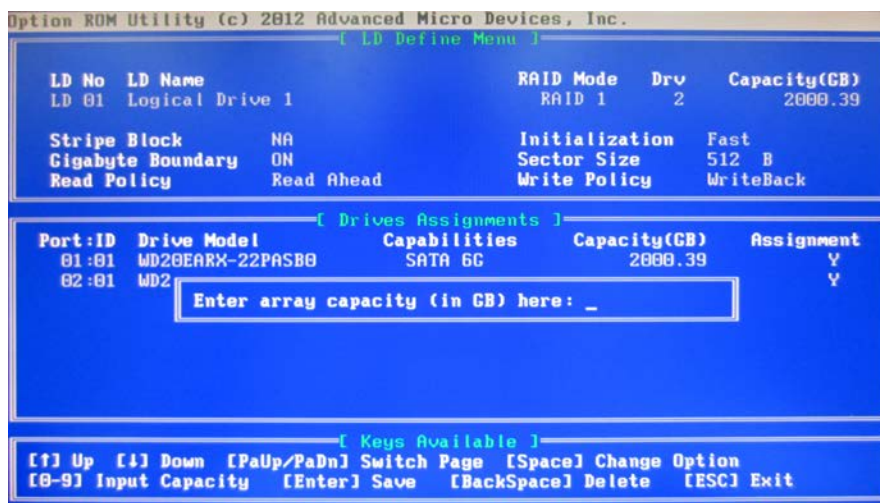 Option ROM Utility (c) 2012 Advanced Micro Devices, Inc.
[ LD Define Menu ]
LD No LD Name RAID Mode Drv Capacity(GB)
LD 01 Logical Drive 1 RAID 1 2 2000.39
Stripe Block NA Initialization Fast
Gigabyte Boundary ON Sector Size 512 B
Read Policy Read Ahead Write Policy WriteBack
[ Drives Assignments ]
Port:ID Drive Model Capabilities Capacity(GB) Assignment
01:01 WD20EARX-22PASB0 SATA 6G 2000.39 Y
02:01 WD2 Y
Enter array capacity (in GB) here: _
[ Keys Available ]
[↑] Up [↓] Down [PaUp/PaDn] Switch Page [Space] Change Option
[0-9] Input Capacity [Enter] Save [BackSpace] Delete [ESC] Exit